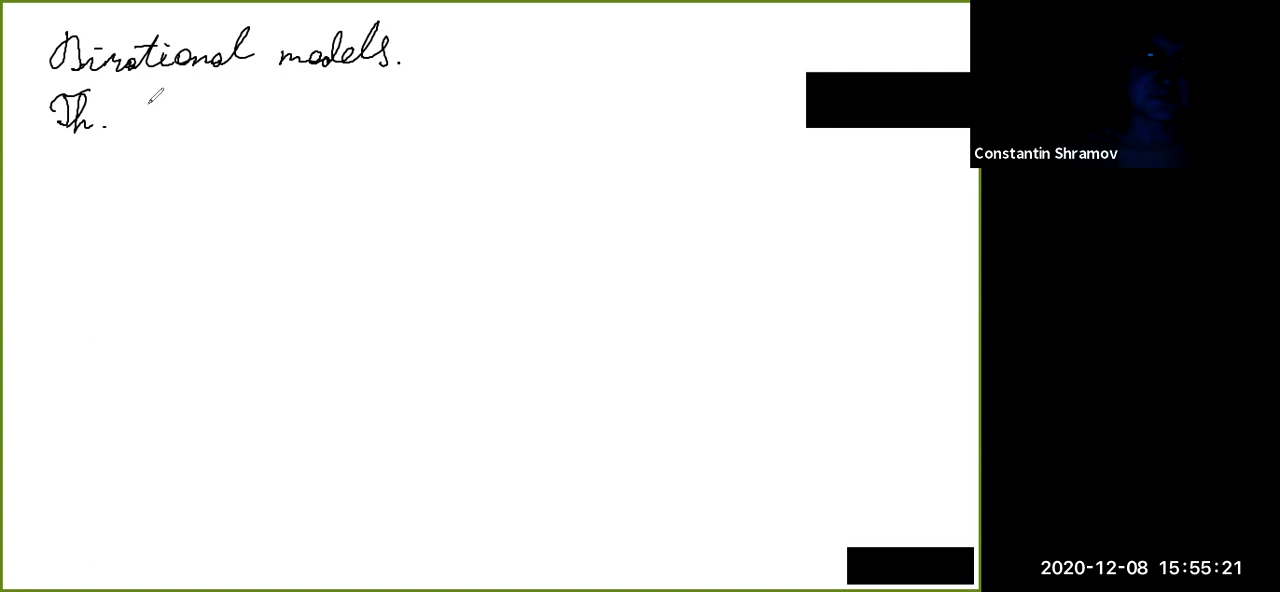 Birational models.
Th.
Constantin Shramov
2020-12-08 15:55:21